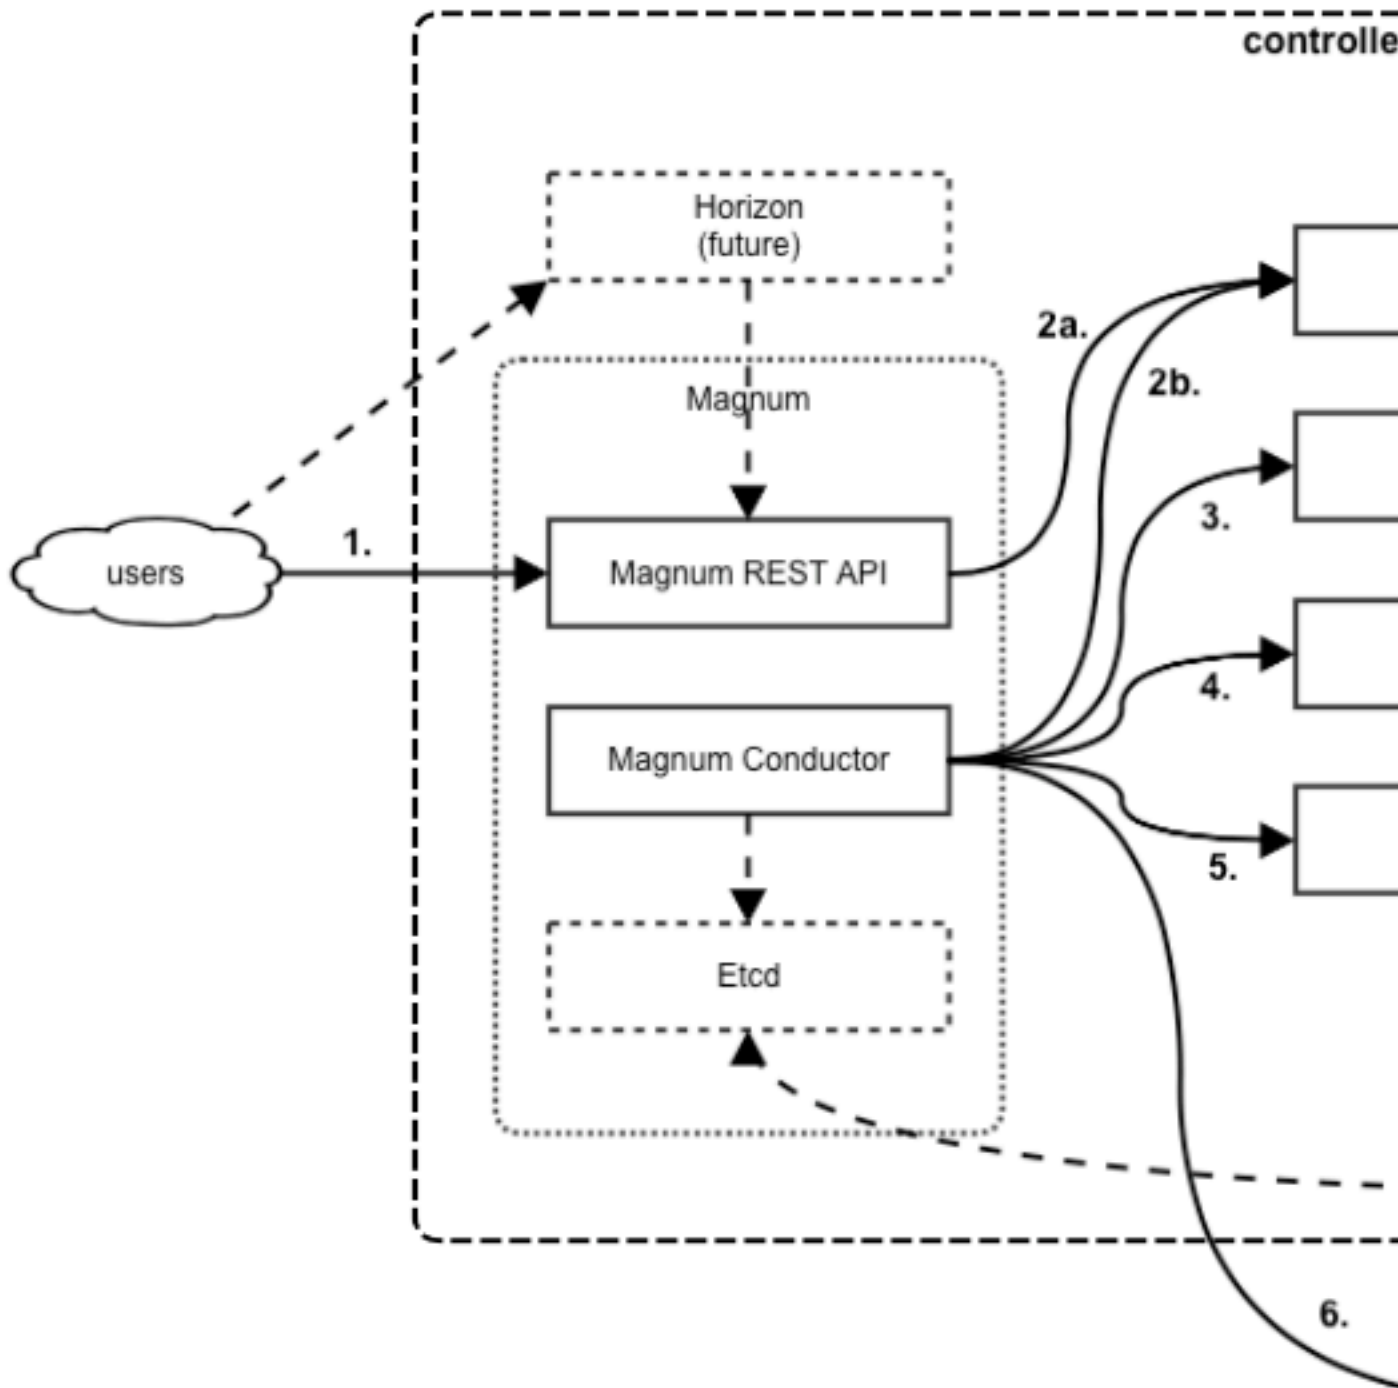 controlle
Horizon
(future)
2a.
2b.
Magnum
3.
1.
users
Magnum REST API
4.
Magnum Conductor
5.
Etcd
6.